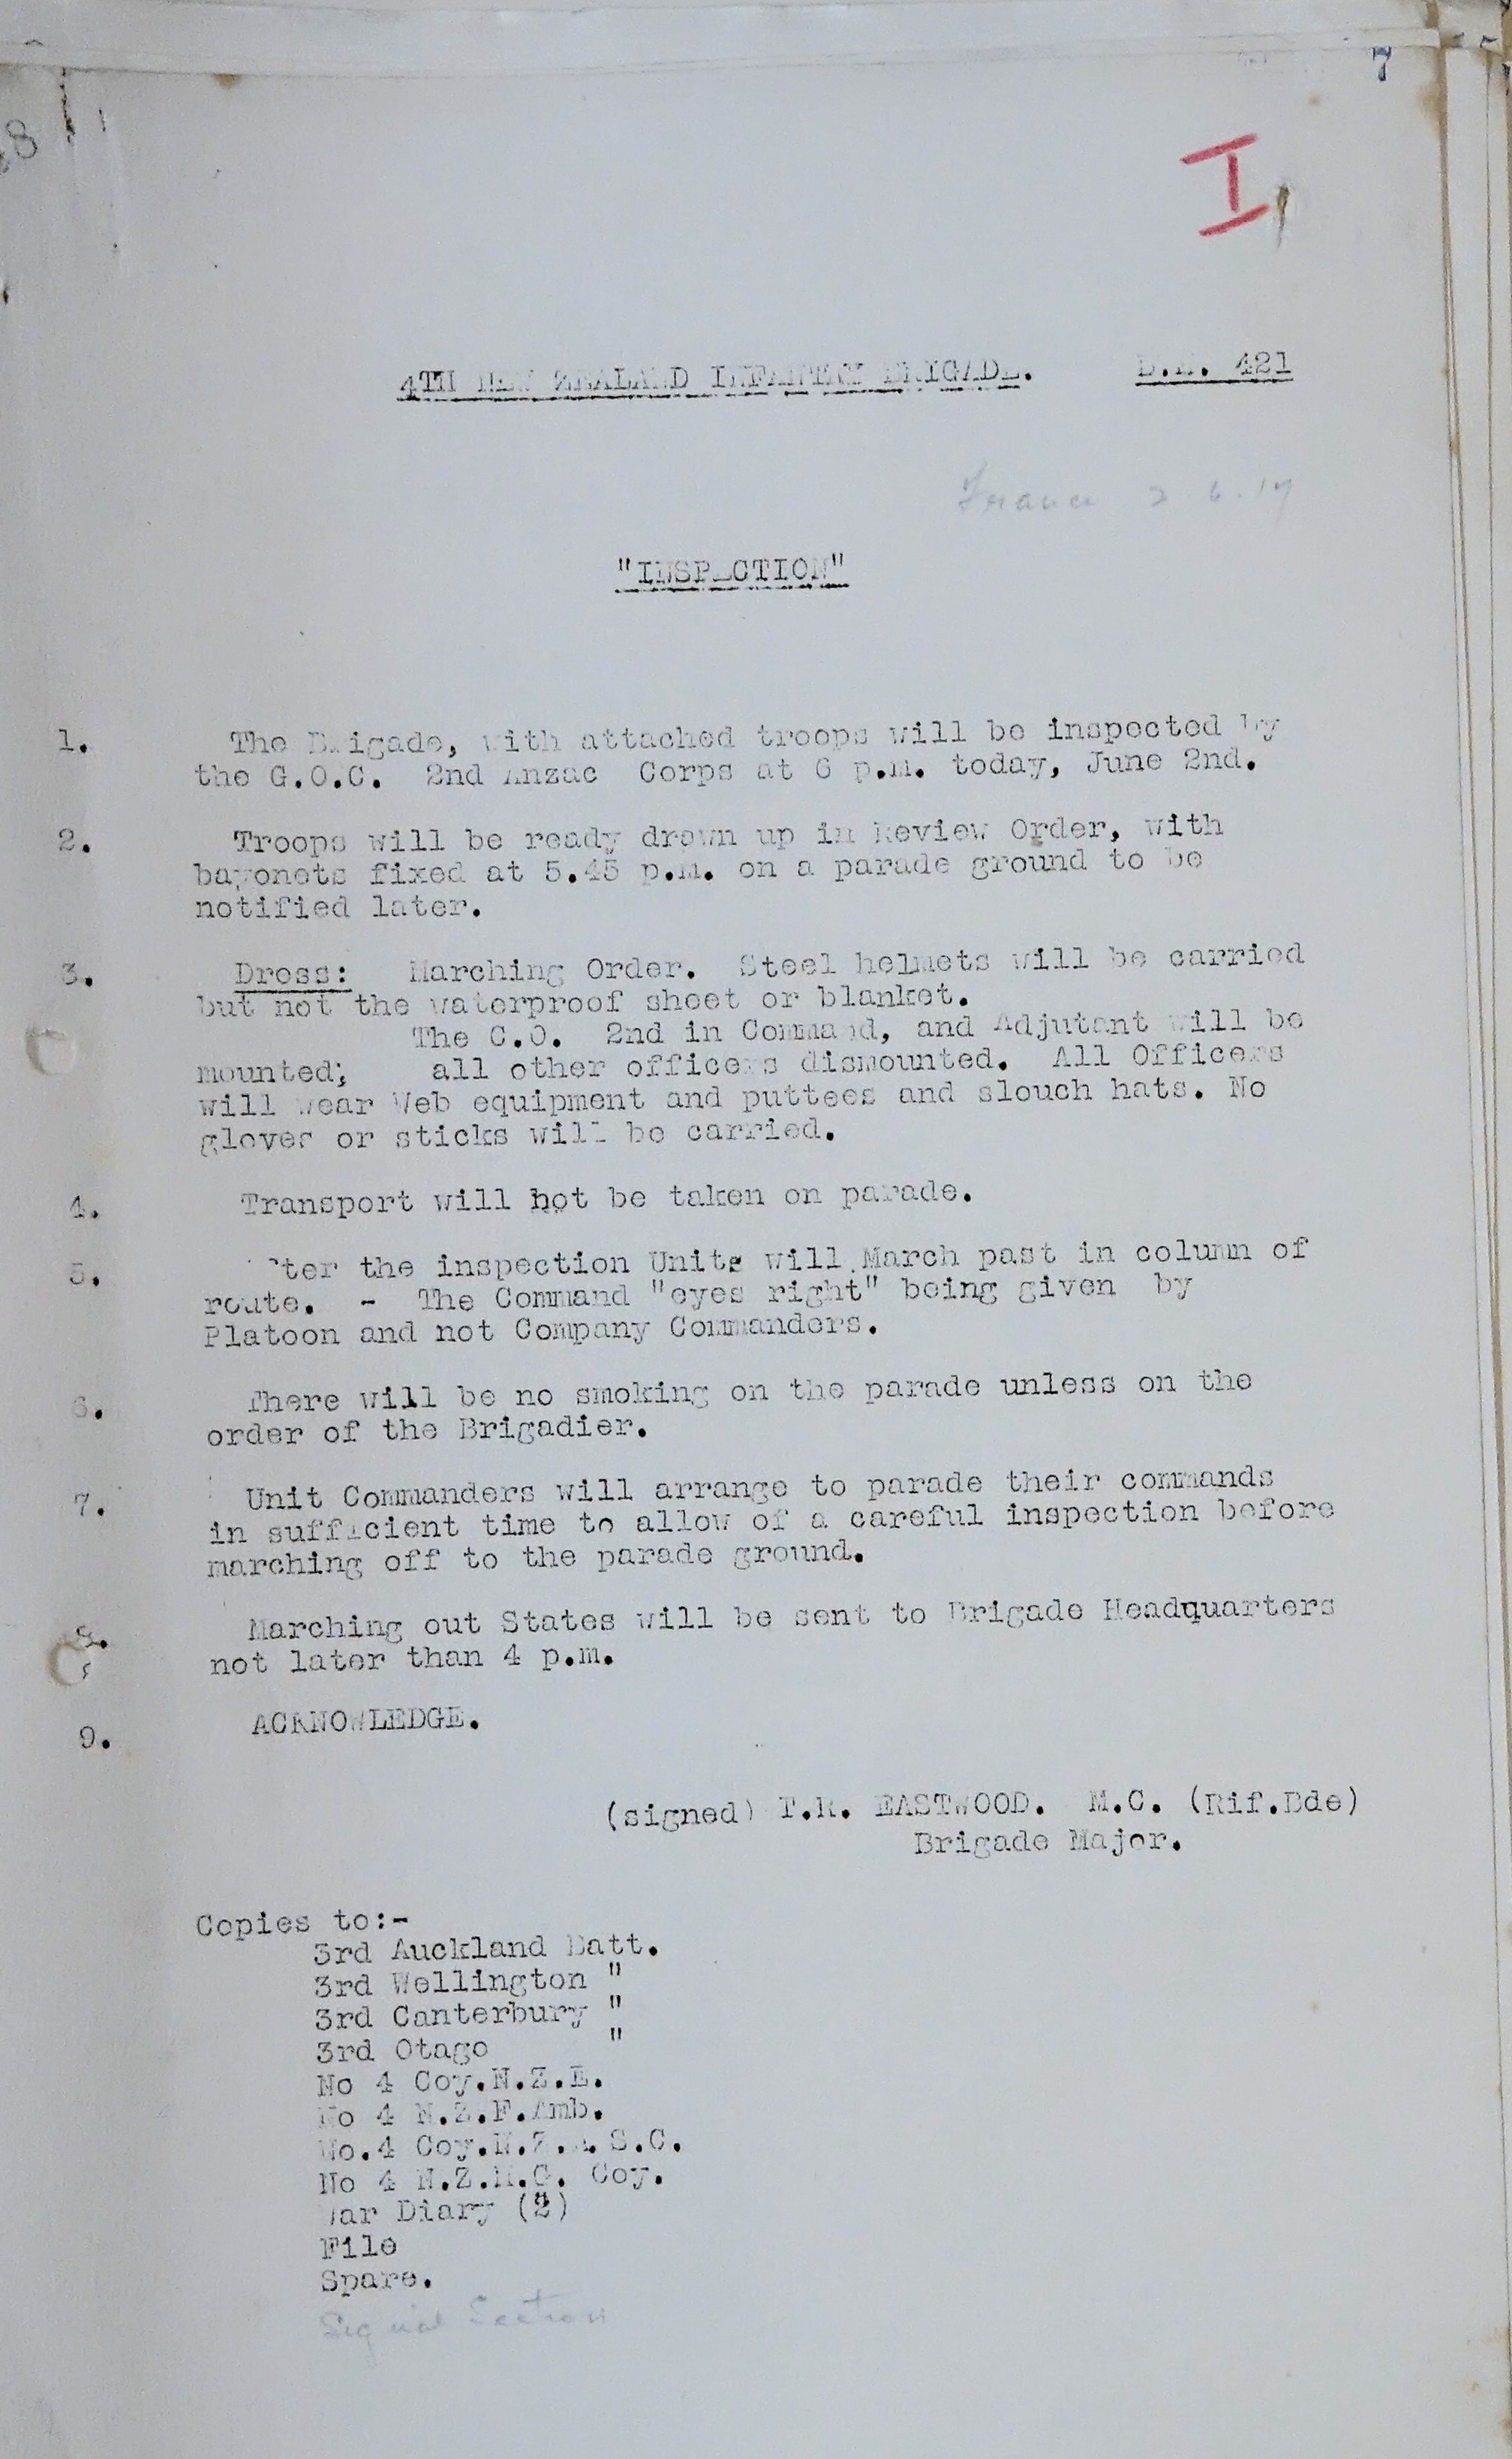 7
8
I
4TH NEW ZEALAND INFANTRY BRIGADE. 421
France 2.6.17
"INSPECTION"
1. The Brigade, with attached troops will be inspected by
the G.O.C. 2nd Anzac Corps at 6 p.m. today, June 2nd.
2. Troops will be ready drawn up in Review Order, with
bayonets fixed at 5.45 p.m. on a parade ground to be
notified later.
3. Dress: Marching Order. Steel helmets will be carried
but not the waterproof sheet or blanket.
The C.O. 2nd in Command, and Adjutant will be
mounted; all other officers dismounted. All Officers
will wear Web equipment and puttees and slouch hats. No
gloves or sticks will be carried.
4. Transport will not be taken on parade.
5. After the inspection Units will March past in column of
route. - The Command "eyes right" being given by
Platoon and not Company Commanders.
6. There will be no smoking on the parade unless on the
order of the Brigadier.
7. Unit Commanders will arrange to parade their commands
in sufficient time to allow of a careful inspection before
marching off to the parade ground.
8. Marching out States will be sent to Brigade Headquarters
not later than 4 p.m.
9. ACKNOWLEDGE.
(signed) T.R. EASTWOOD. M.C. (Rif.Bde)
Brigade Major.
Copies to:-
3rd Auckland Batt.
3rd Wellington "
3rd Canterbury "
3rd Otago "
No 4 Coy.N.Z.E.
No 4 N.Z.F.Amb.
No.4 Coy.N.Z.A.S.C.
No 4 N.Z.M.G. Coy.
War Diary (2)
File
Spare.
Signal Section